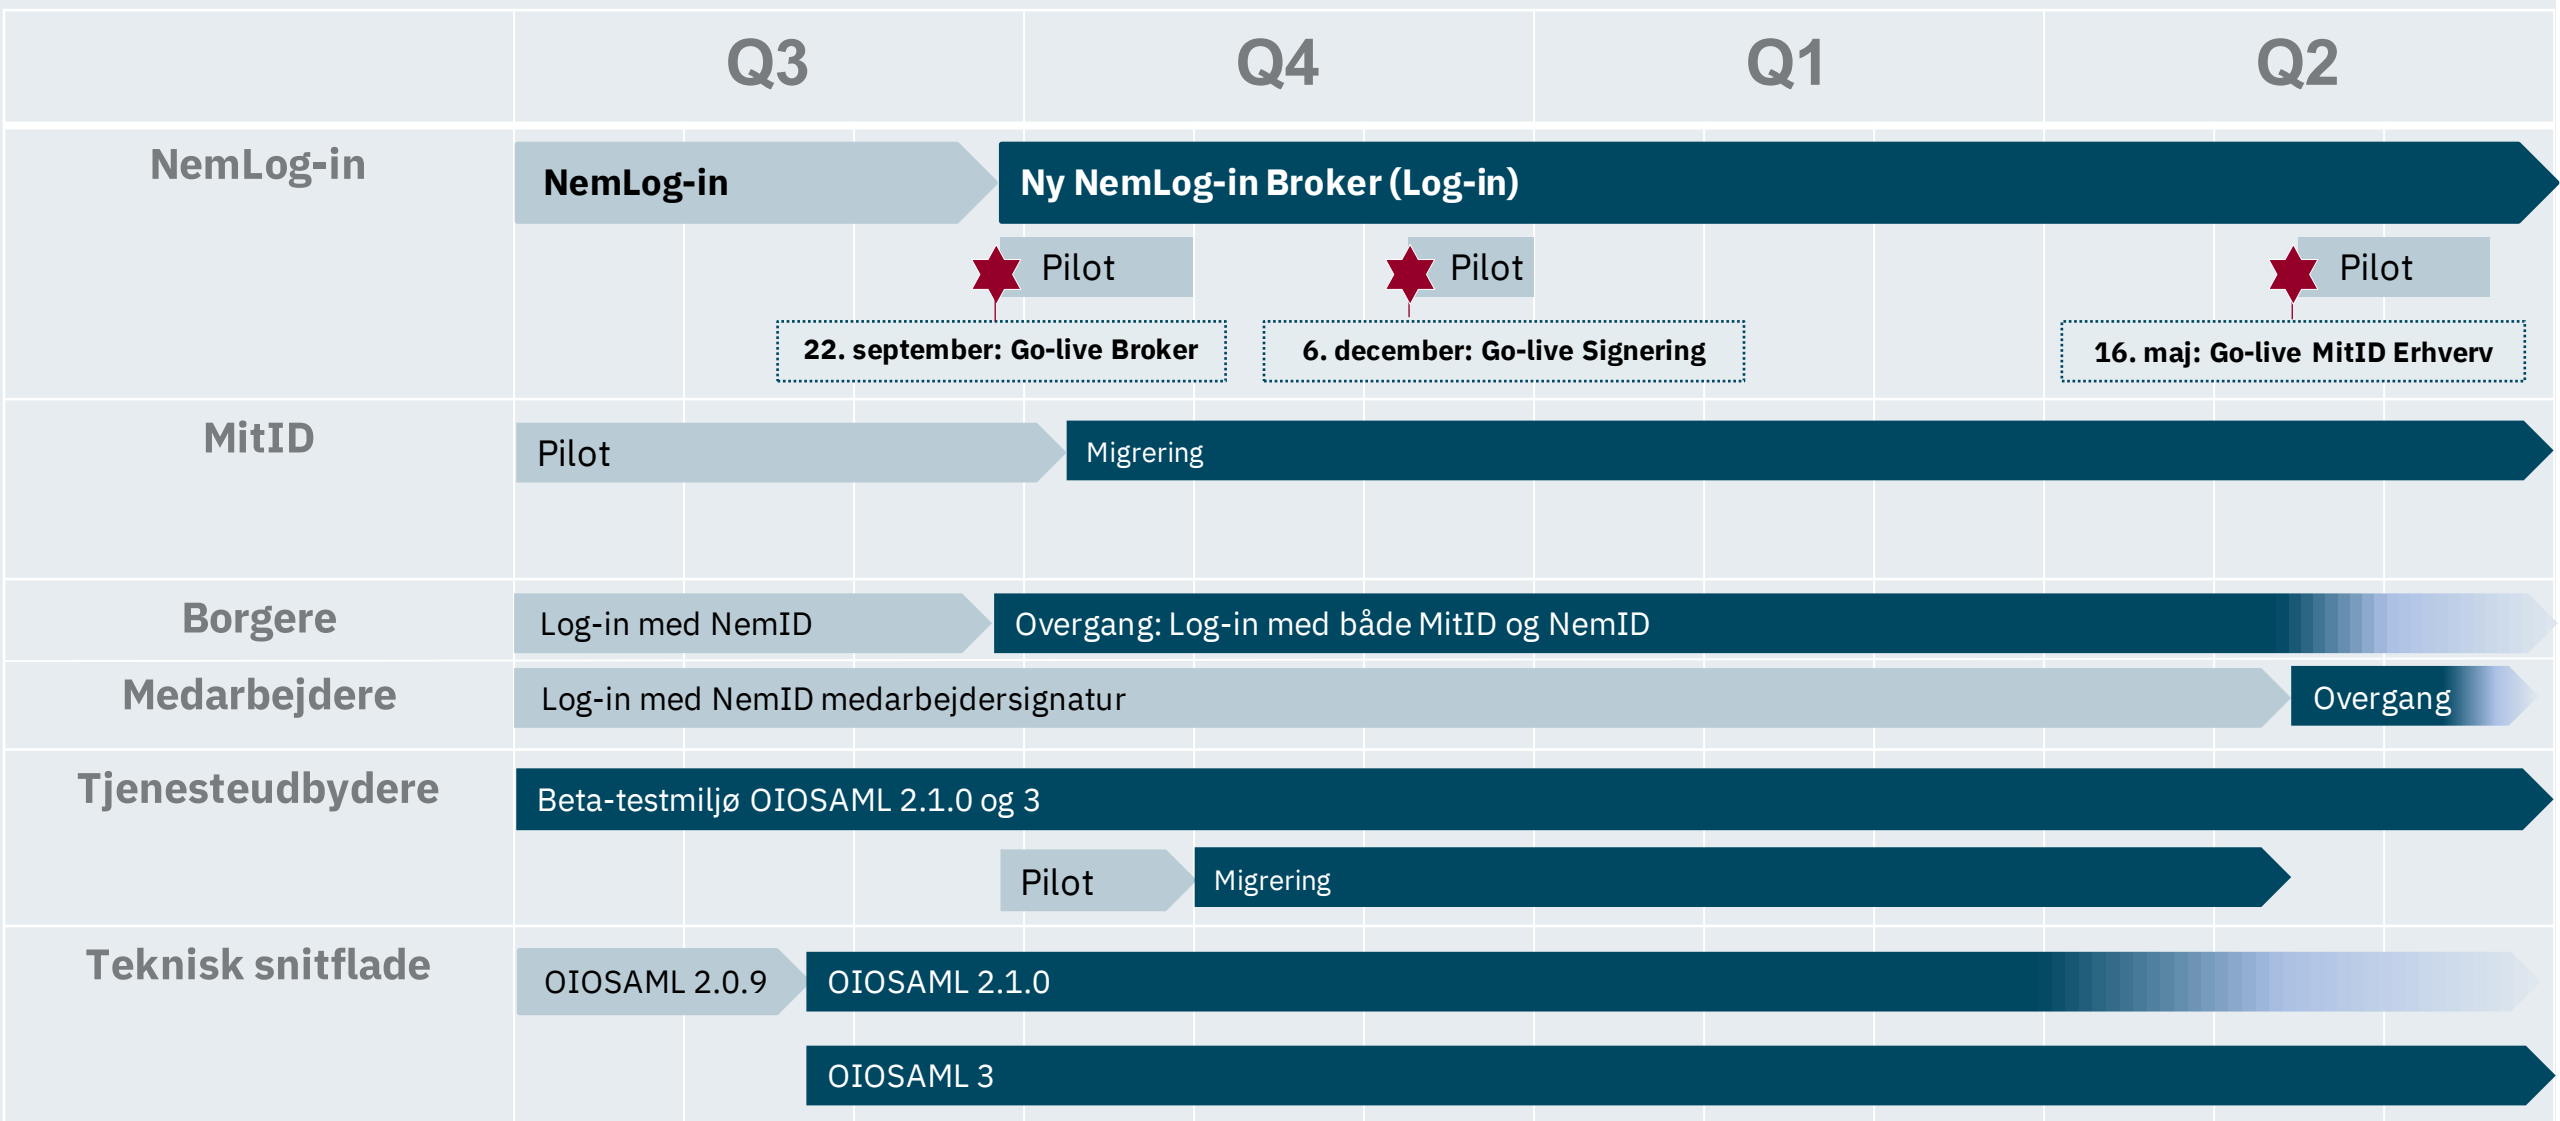 Q3
Q4
Q1
Q2
NemLog-in
NemLog-in
Ny NemLog-in Broker (Log-in)
Pilot
Pilot
Pilot
22. september: Go-live Broker
6. december: Go-live Signering
16. maj: Go-live MitID Erhverv
MitID
Pilot
Migrering
Borgere
Log-in med NemID
Overgang: Log-in med både MitID og NemID
Medarbejdere
Log-in med NemID medarbejdersignatur
Overgang
Tjenesteudbydere
Beta-testmiljø OIOSAML 2.1.0 og 3
Pilot
Migrering
Teknisk snitflade
OIOSAML 2.0.9
OIOSAML 2.1.0
OIOSAML 3